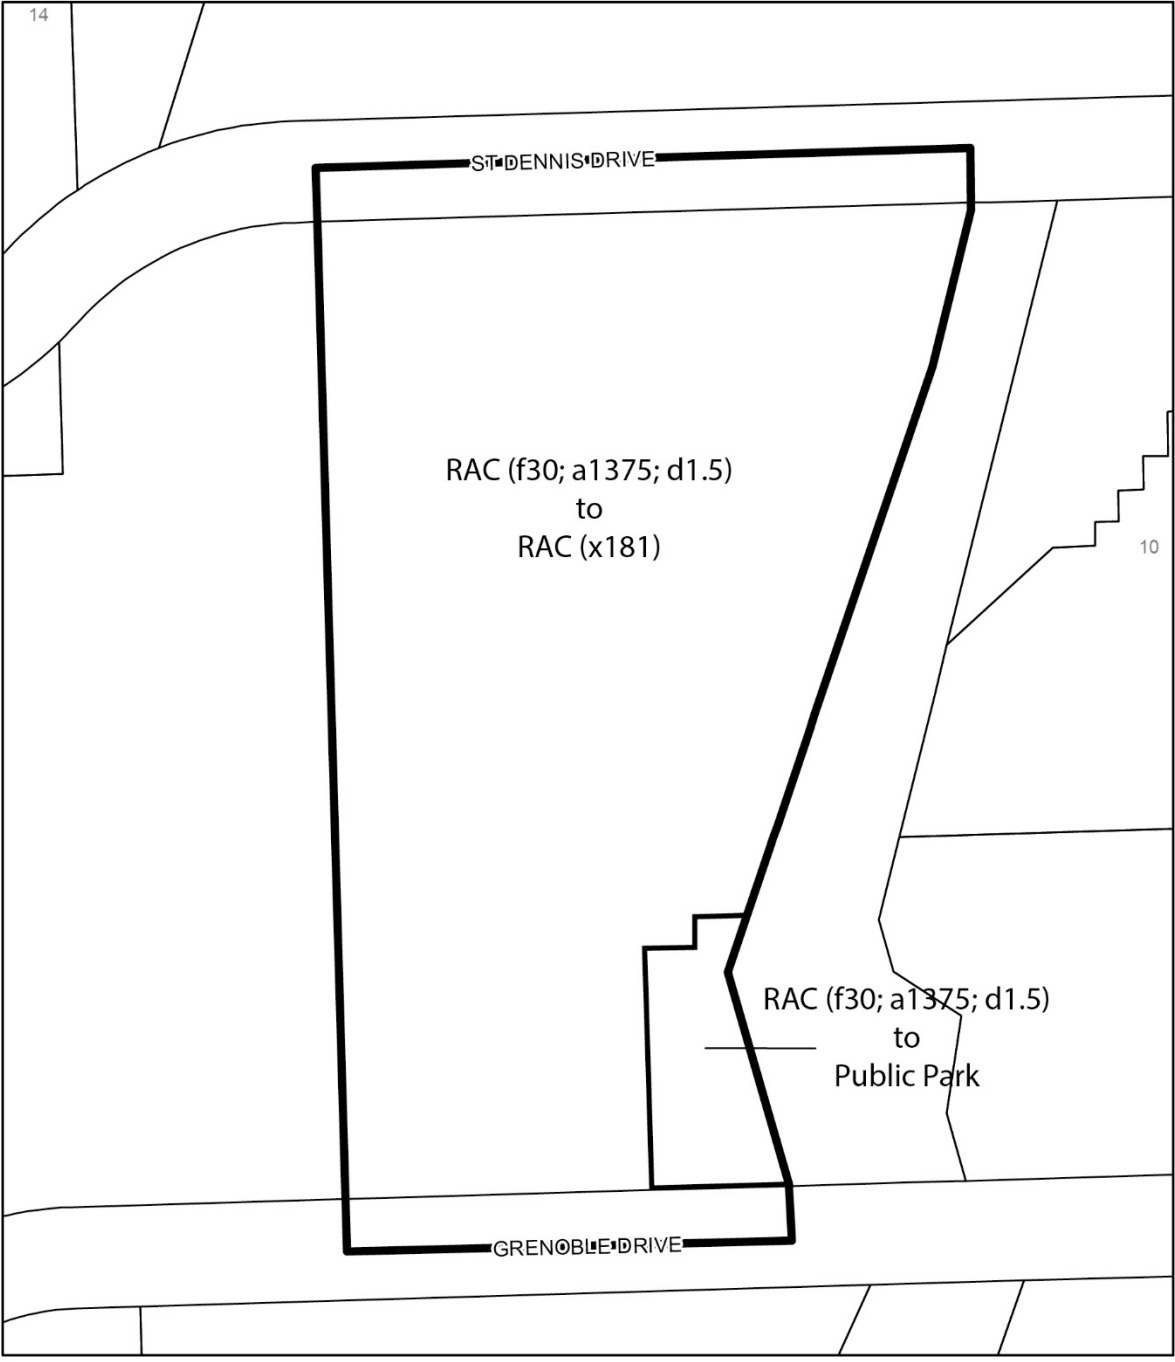 14
ST DENNIS DRIVE
RAC (f30; a1375; d1.5)
to
RAC (x181)
10
RAC (f30; a1375; d1.5)
to
Public Park
GRENOBLE DRIVE